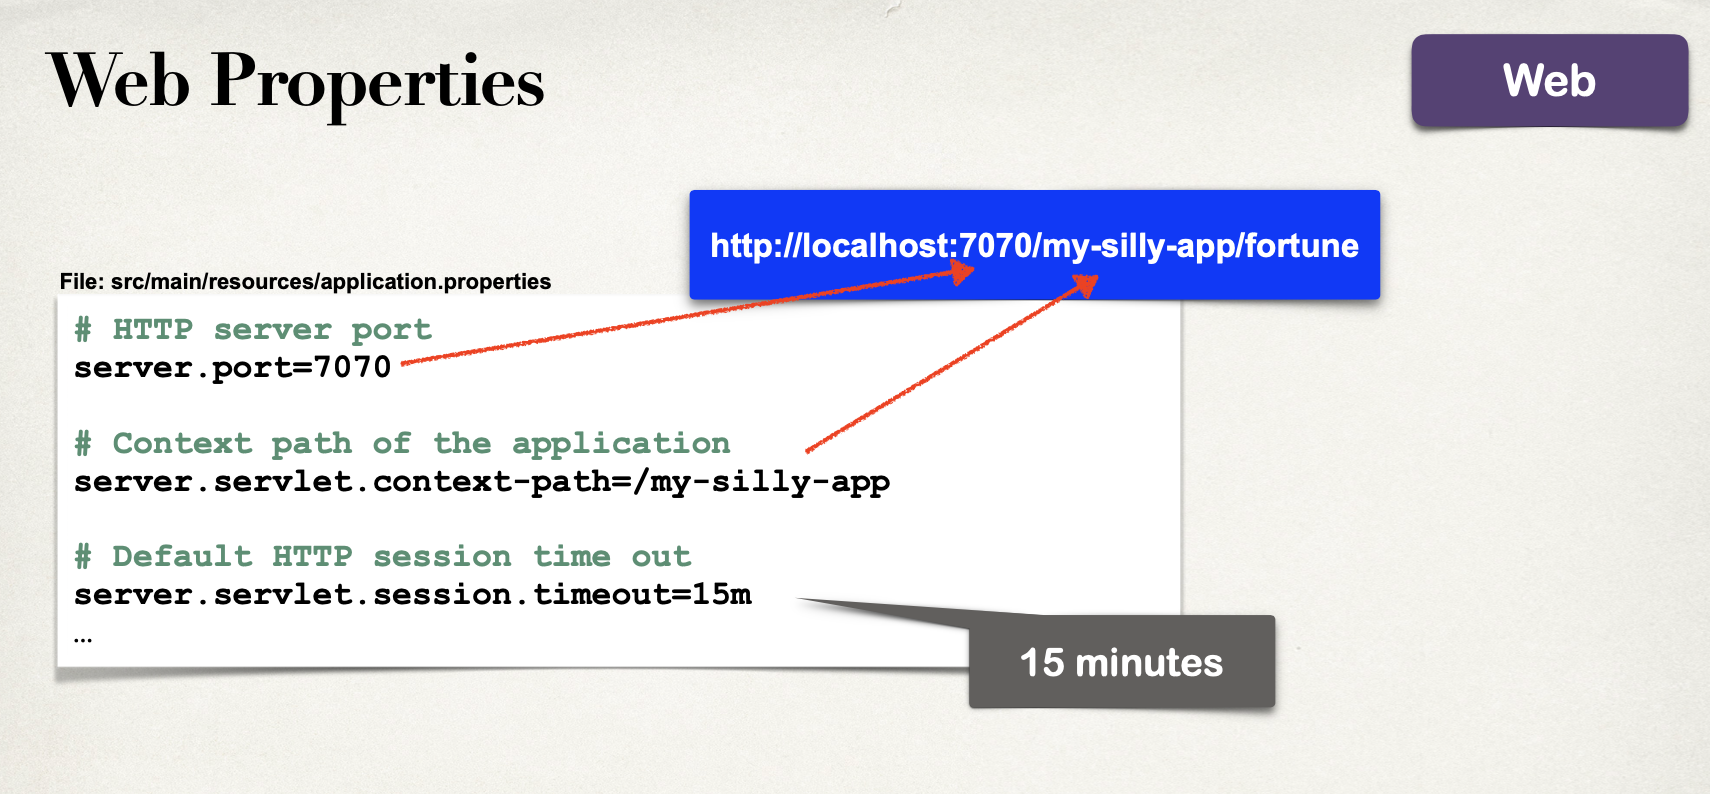 Web Properties
Web
http://localhost:7070/my-silly-app/fortune
File: src/main/resources/application.properties
# HTTP server port
server.port=7070
# Context path of the application
server.servlet.context-path=/my-silly-app
# Default HTTP session time out
server.servlet.session.timeout=15m
…
15 minutes